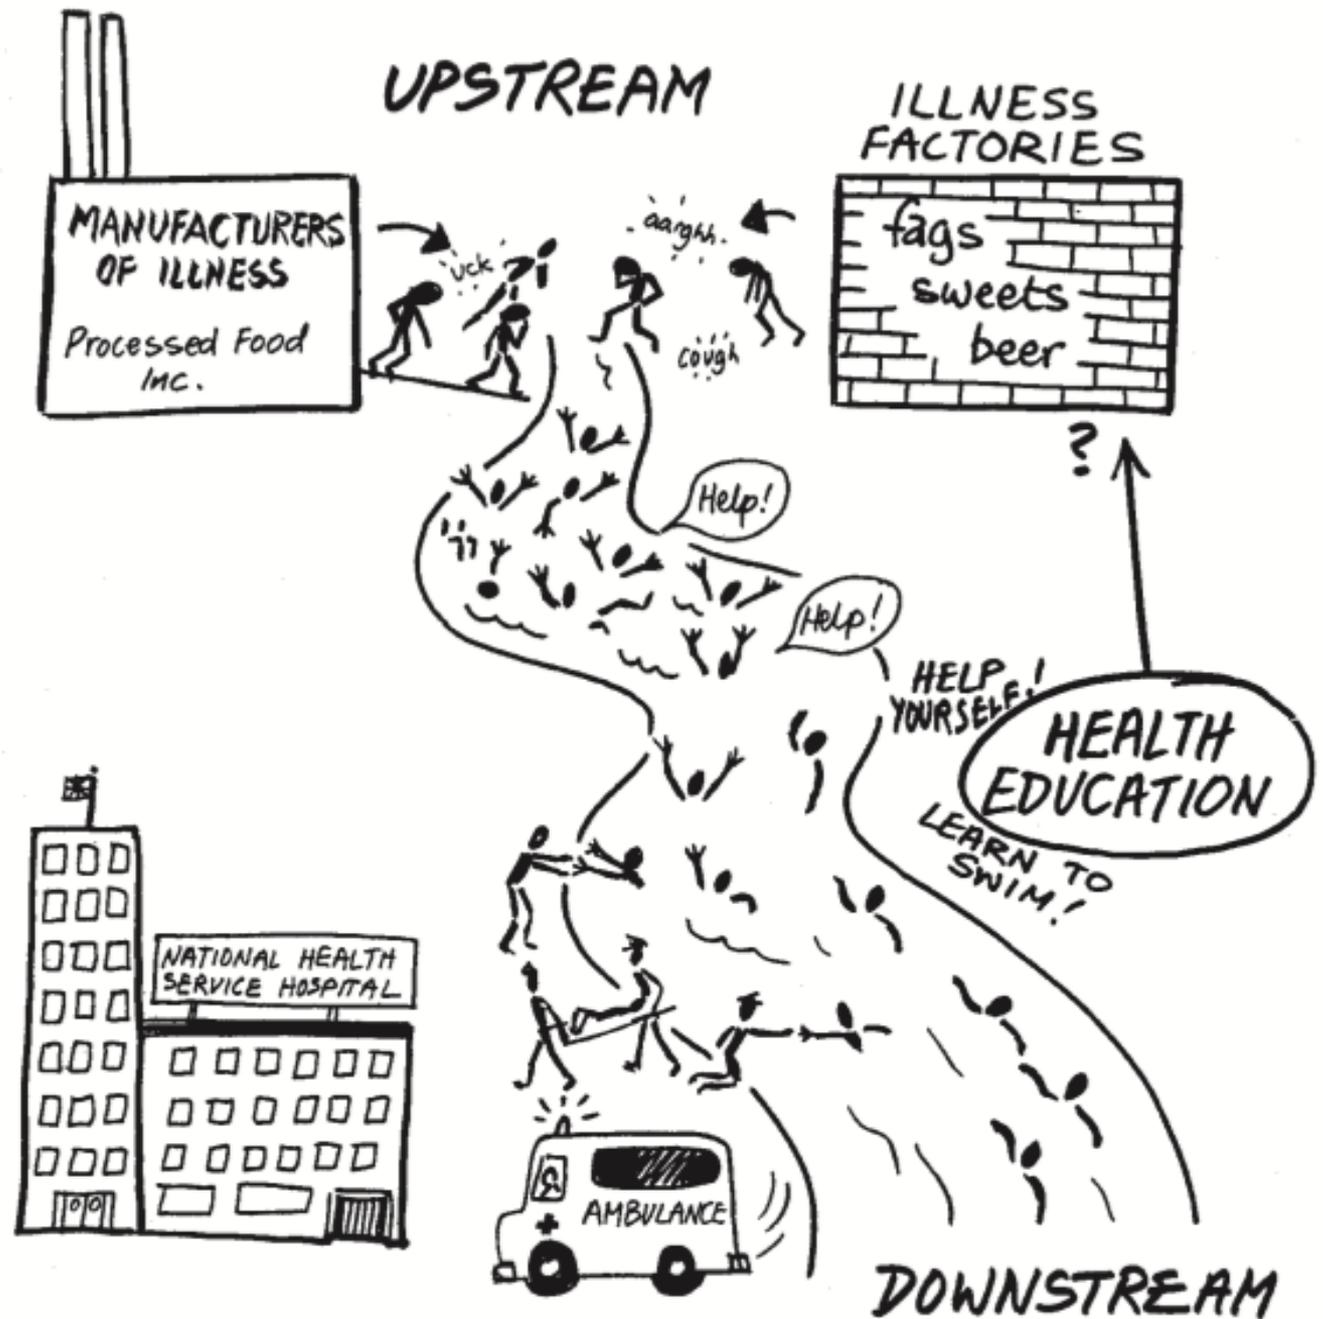 UPSTREAM
ILLNESS
FACTORIES
MANUFACTURERS
OF ILLNESS
Processed Food
Inc.
uck
aarghh.
cough
fags
sweets
beer
?
Help!
Help!
HELP
YOURSELF!
HEALTH
EDUCATION
LEARN TO
SWIM!
NATIONAL HEALTH
SERVICE HOSPITAL
AMBULANCE
DOWNSTREAM